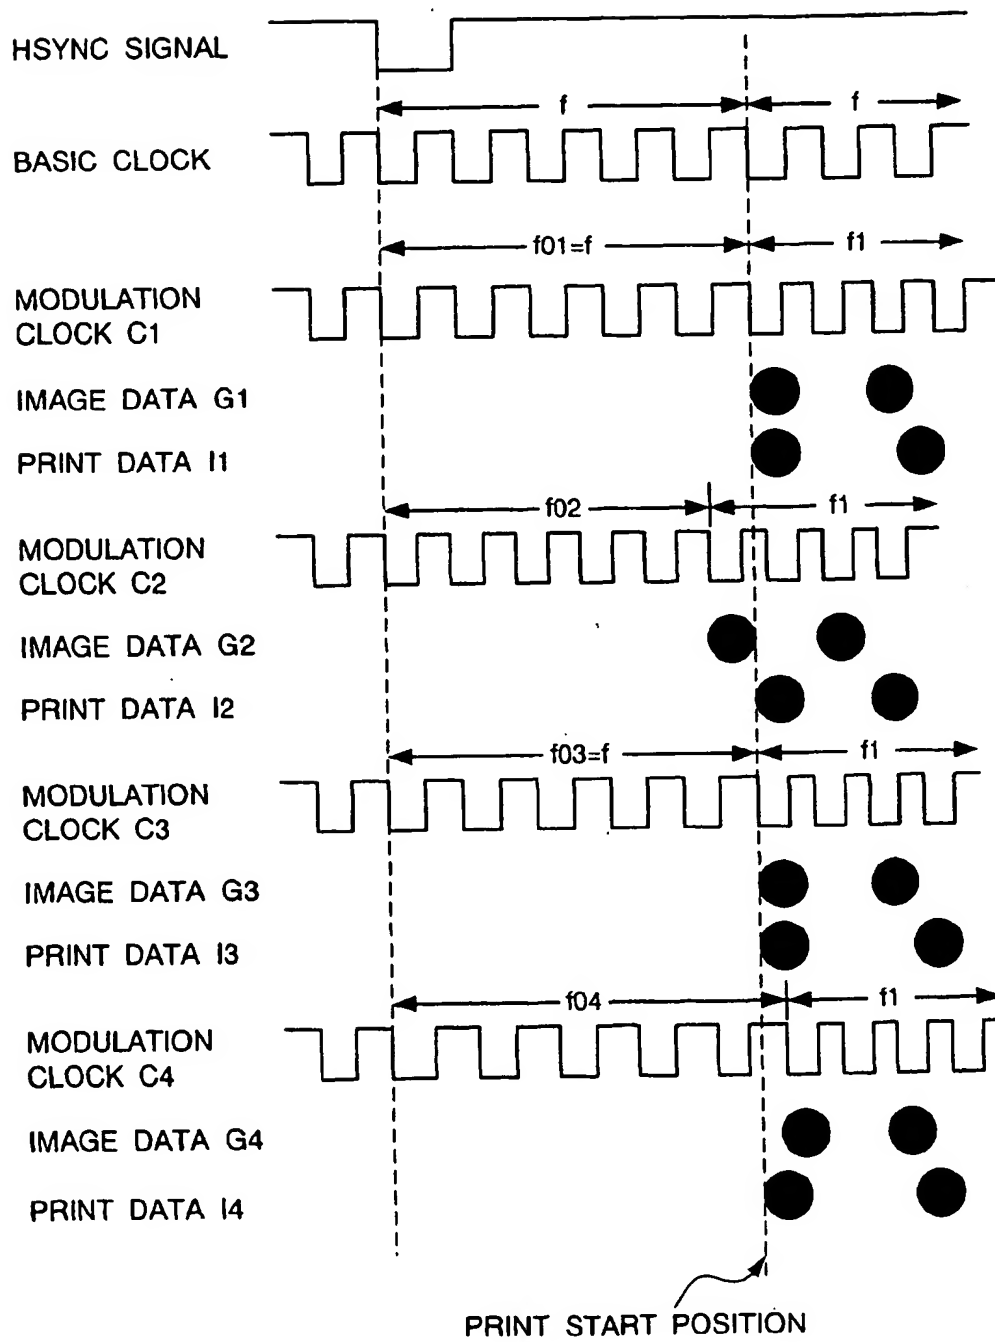 HSYNC SIGNAL
f f
BASIC CLOCK
f01=f f1
MODULATION
CLOCK C1
IMAGE DATA G1
PRINT DATA I1
f02 f1
MODULATION
CLOCK C2
IMAGE DATA G2
PRINT DATA I2
f03=f f1
MODULATION
CLOCK C3
IMAGE DATA G3
PRINT DATA I3
f04 f1
MODULATION
CLOCK C4
IMAGE DATA G4
PRINT DATA I4
PRINT START POSITION